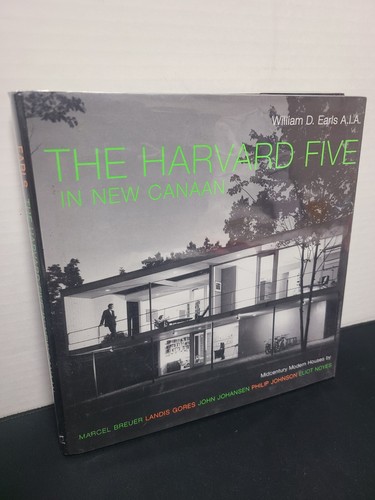 William D. Earls A.I.A.
THE HARVARD FIVE
IN NEW CANAAN
Midcentury Modern Houses by
MARCEL BREUER LANDIS GORES JOHN JOHANSEN PHILIP JOHNSON ELIOT NOYES
EARLS